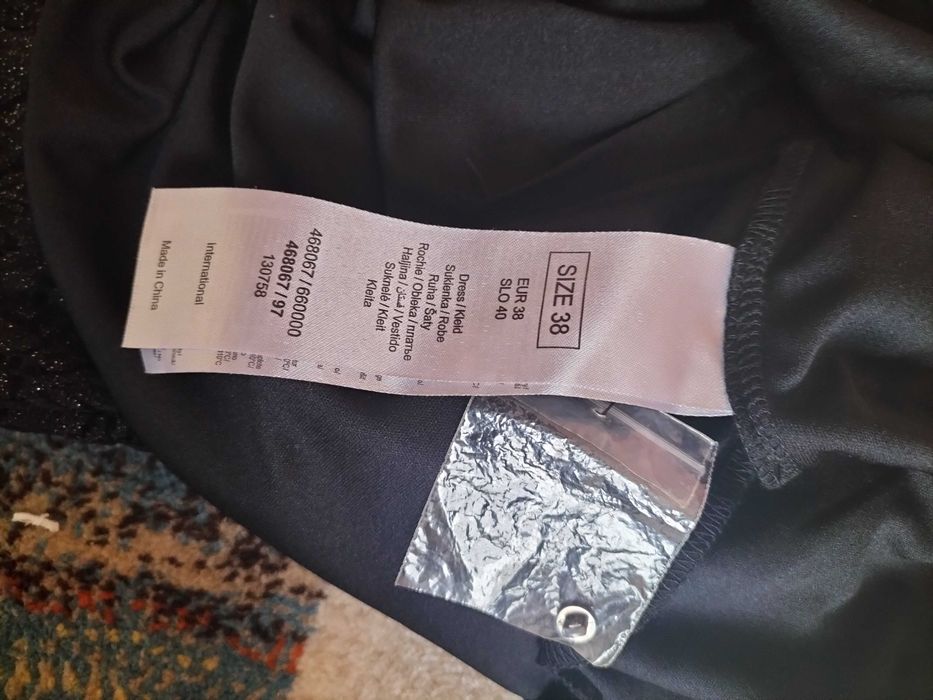 SIZE 38
EUR 38
SLO 40
Dress / Kleid
Sukienka / Robe
Ruha / Šaty
Rochie / Obleka / платье
Haljina / فستان / Vestido
Suknelė / Kleit
Kleita
468067 / 660000
468067 / 97
130758
International
Made in China